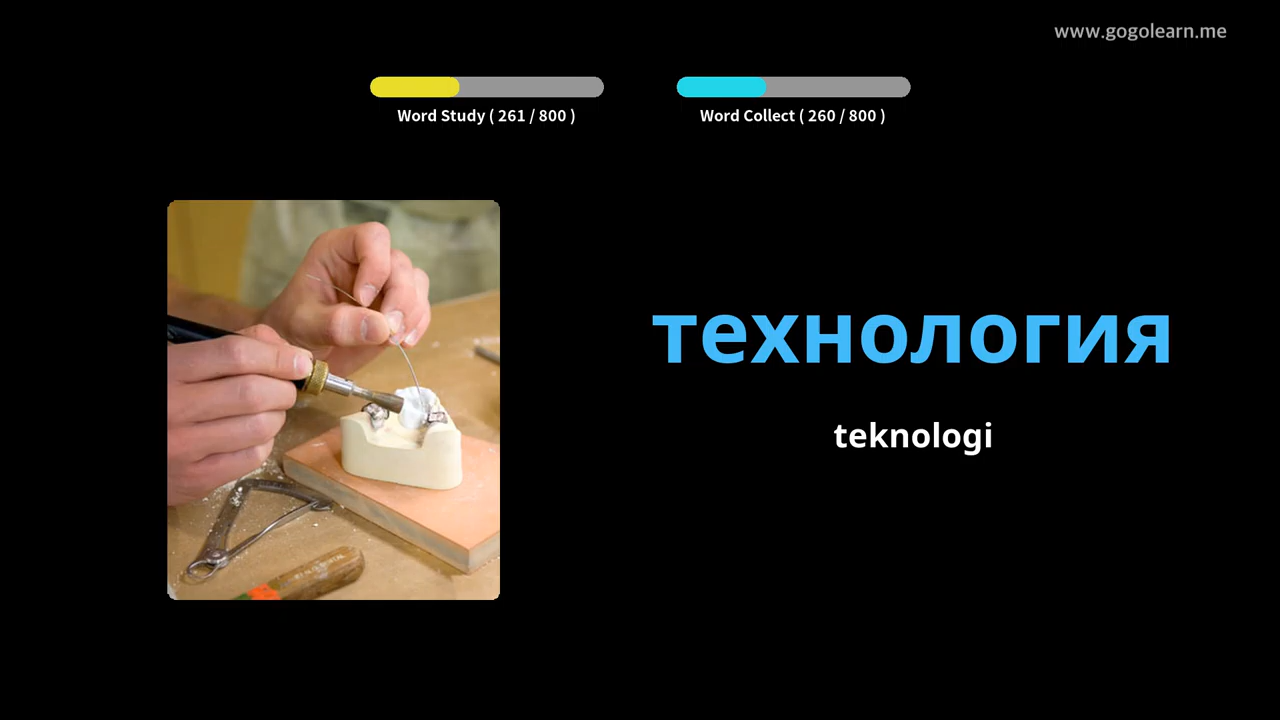 www.gogolearn.me
Word Study ( 261 / 800 )
Word Collect ( 260 / 800 )
технология
teknologi